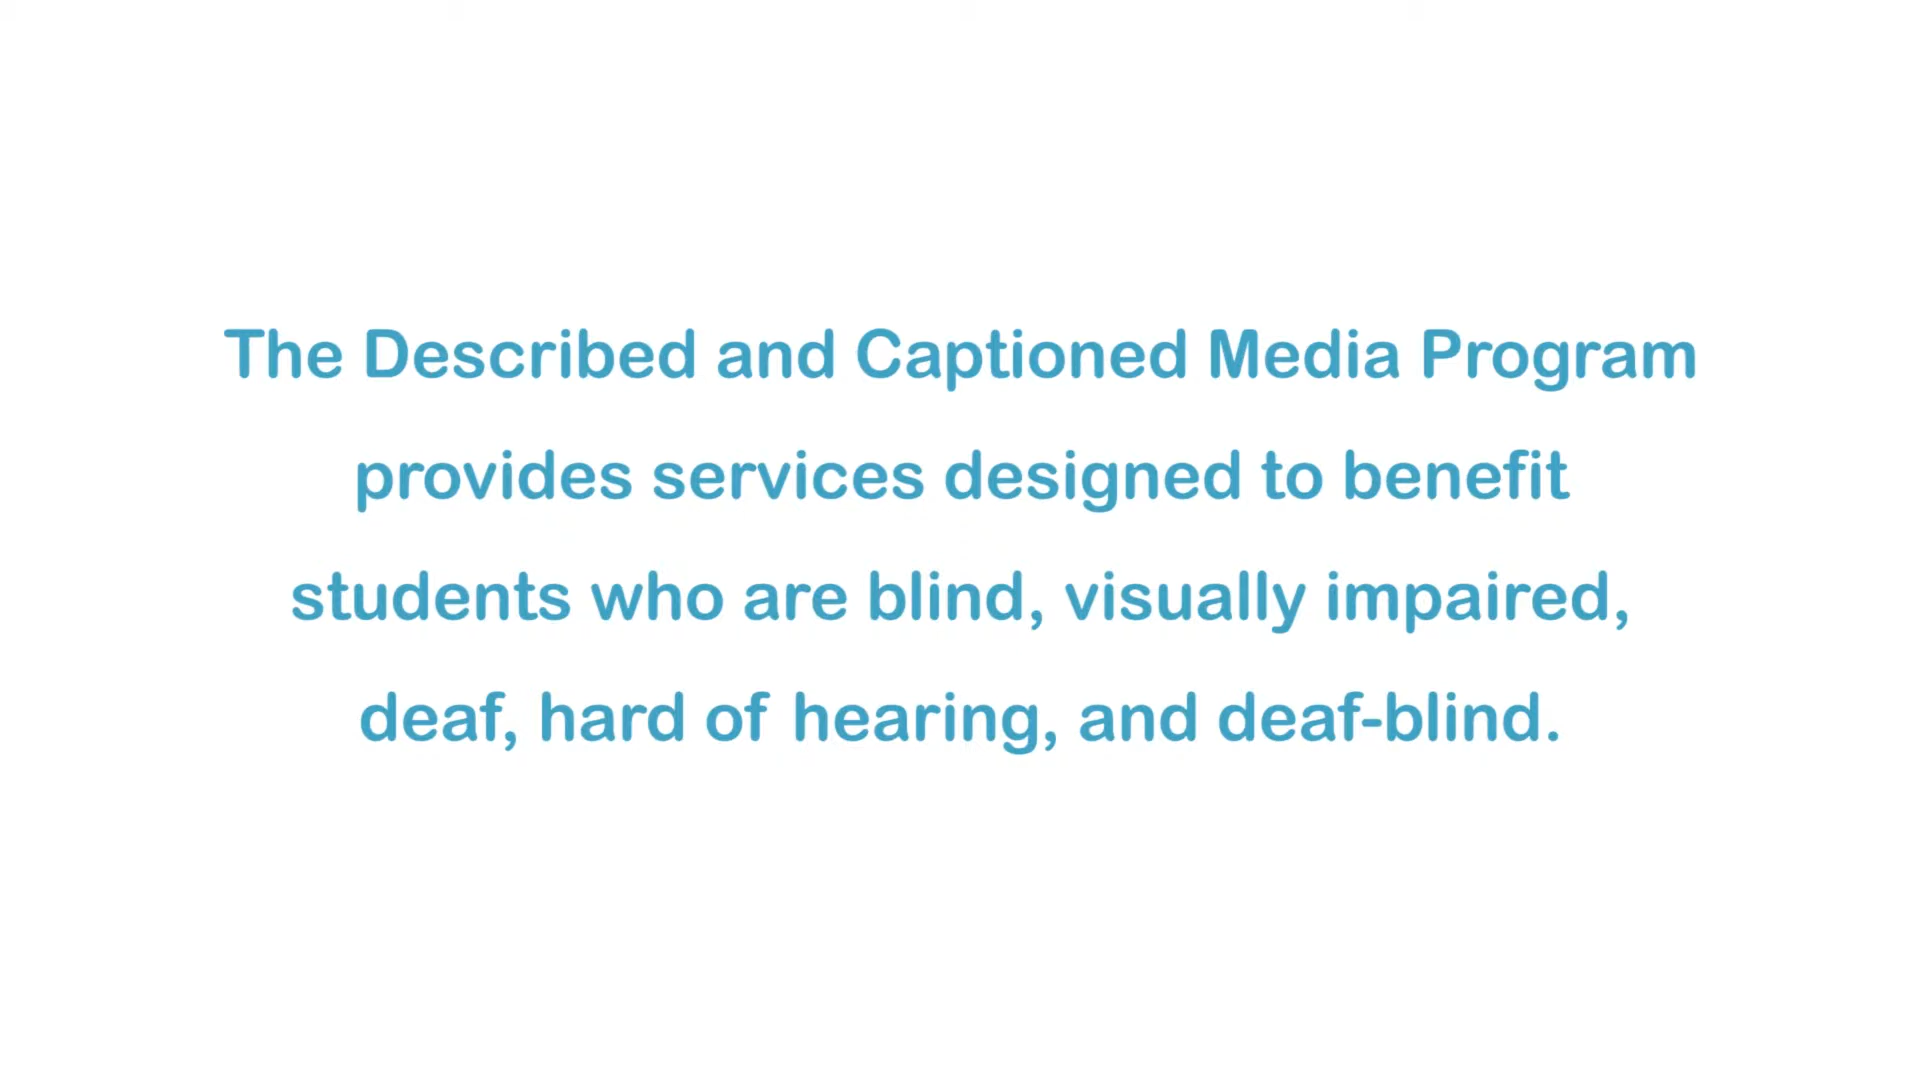 The Described and Captioned Media Program
provides services designed to benefit
students who are blind, visually impaired,
deaf, hard of hearing, and deaf-blind.